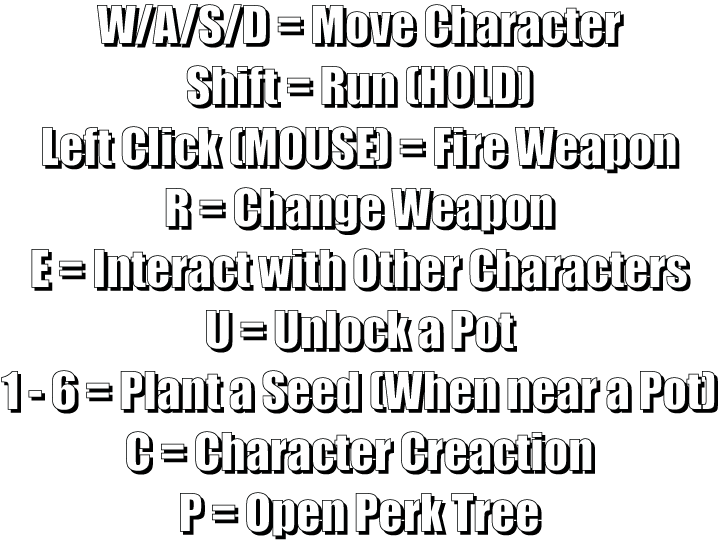 W/A/S/D = Move Character
Shift = Run (HOLD)
Left Click (MOUSE) = Fire Weapon
R = Change Weapon
E = Interact with Other Characters
U = Unlock a Pot
1 - 6 = Plant a Seed (When near a Pot)
C = Character Creaction
P = Open Perk Tree